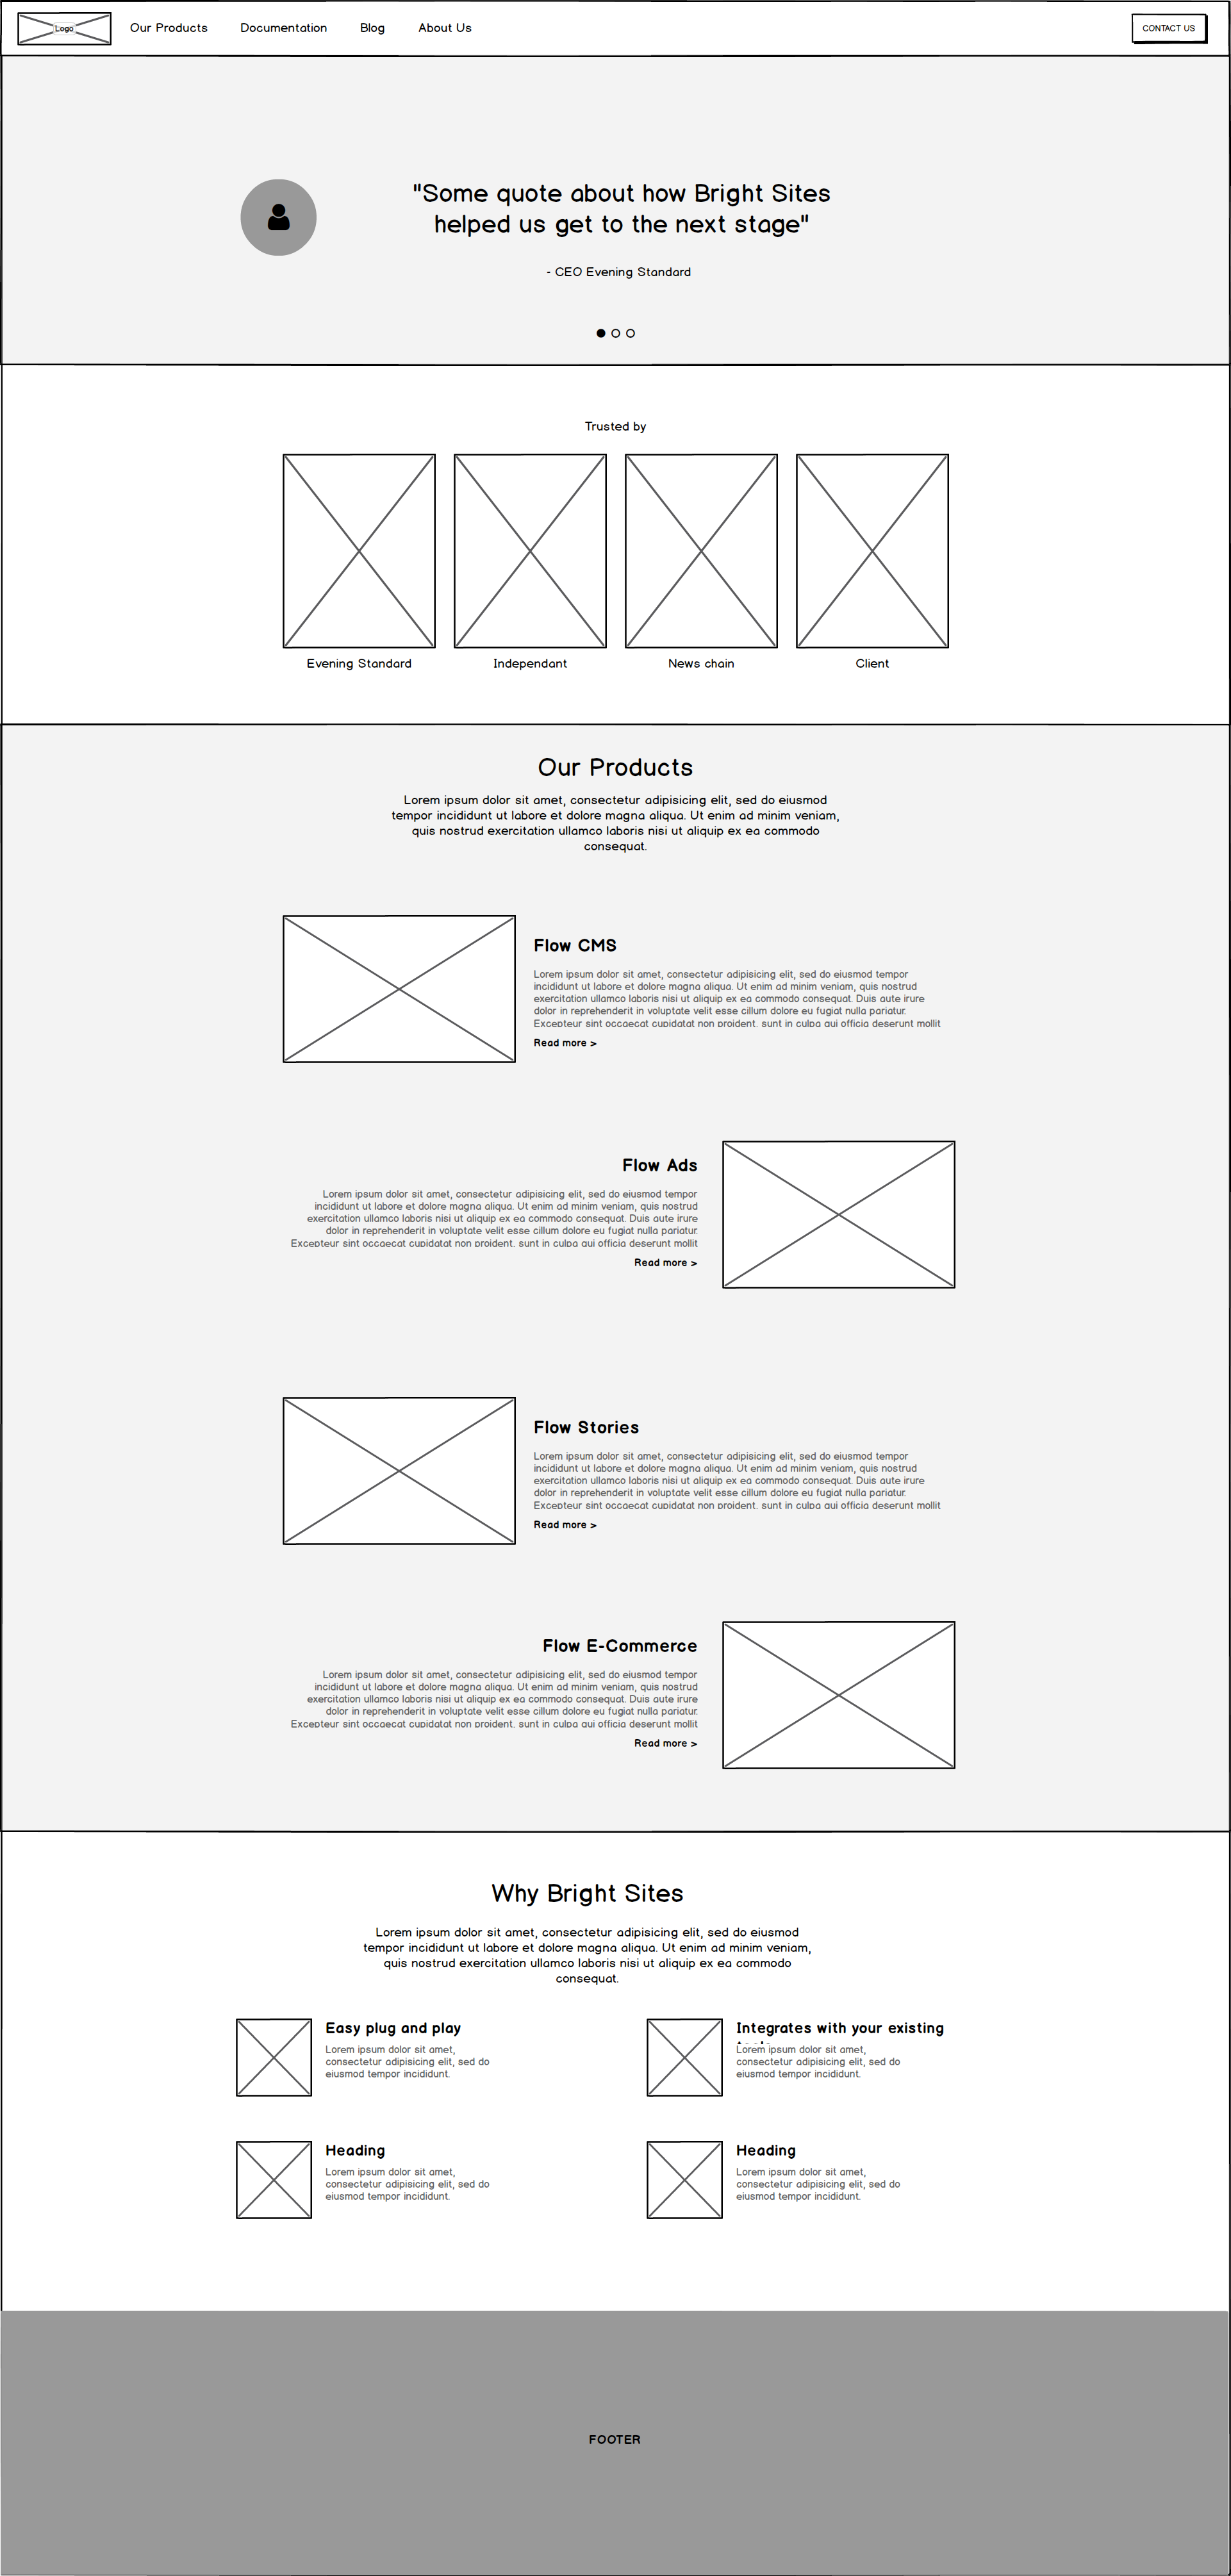 Logo
Our Products
Documentation
Blog
About Us
CONTACT US
"Some quote about how Bright Sites
helped us get to the next stage"
- CEO Evening Standard
Trusted by
Evening Standard
Independant
News chain
Client
Our Products
Lorem ipsum dolor sit amet, consectetur adipisicing elit, sed do eiusmod
tempor incididunt ut labore et dolore magna aliqua. Ut enim ad minim veniam,
quis nostrud exercitation ullamco laboris nisi ut aliquip ex ea commodo
consequat.
Flow CMS
Lorem ipsum dolor sit amet, consectetur adipisicing elit, sed do eiusmod tempor
incididunt ut labore et dolore magna aliqua. Ut enim ad minim veniam, quis nostrud
exercitation ullamco laboris nisi ut aliquip ex ea commodo consequat. Duis aute irure
dolor in reprehenderit in voluptate velit esse cillum dolore eu fugiat nulla pariatur.
Excepteur sint occaecat cupidatat non proident, sunt in culpa qui officia deserunt mollit
Read more >
Flow Ads
Lorem ipsum dolor sit amet, consectetur adipisicing elit, sed do eiusmod tempor
incididunt ut labore et dolore magna aliqua. Ut enim ad minim veniam, quis nostrud
exercitation ullamco laboris nisi ut aliquip ex ea commodo consequat. Duis aute irure
dolor in reprehenderit in voluptate velit esse cillum dolore eu fugiat nulla pariatur.
Excepteur sint occaecat cupidatat non proident, sunt in culpa qui officia deserunt mollit
Read more >
Flow Stories
Lorem ipsum dolor sit amet, consectetur adipisicing elit, sed do eiusmod tempor
incididunt ut labore et dolore magna aliqua. Ut enim ad minim veniam, quis nostrud
exercitation ullamco laboris nisi ut aliquip ex ea commodo consequat. Duis aute irure
dolor in reprehenderit in voluptate velit esse cillum dolore eu fugiat nulla pariatur.
Excepteur sint occaecat cupidatat non proident, sunt in culpa qui officia deserunt mollit
Read more >
Flow E-Commerce
Lorem ipsum dolor sit amet, consectetur adipisicing elit, sed do eiusmod tempor
incididunt ut labore et dolore magna aliqua. Ut enim ad minim veniam, quis nostrud
exercitation ullamco laboris nisi ut aliquip ex ea commodo consequat. Duis aute irure
dolor in reprehenderit in voluptate velit esse cillum dolore eu fugiat nulla pariatur.
Excepteur sint occaecat cupidatat non proident, sunt in culpa qui officia deserunt mollit
Read more >
Why Bright Sites
Lorem ipsum dolor sit amet, consectetur adipisicing elit, sed do eiusmod
tempor incididunt ut labore et dolore magna aliqua. Ut enim ad minim veniam,
quis nostrud exercitation ullamco laboris nisi ut aliquip ex ea commodo
consequat.
Easy plug and play
Lorem ipsum dolor sit amet,
consectetur adipisicing elit, sed do
eiusmod tempor incididunt.
Integrates with your existing
Lorem ipsum dolor sit amet,
consectetur adipisicing elit, sed do
eiusmod tempor incididunt.
Heading
Lorem ipsum dolor sit amet,
consectetur adipisicing elit, sed do
eiusmod tempor incididunt.
Heading
Lorem ipsum dolor sit amet,
consectetur adipisicing elit, sed do
eiusmod tempor incididunt.
FOOTER